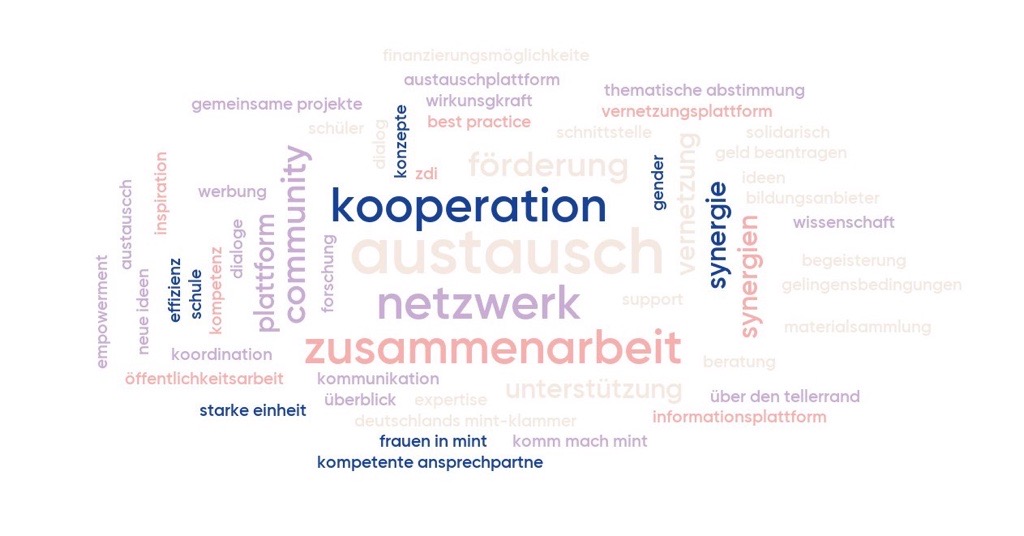 finanzierungsmöglichkeite
austauschplattform
thematische abstimmung
gemeinsame projekte
wirkunsgkraft
vernetzungsplattform
best practice
schüler
dialog
konzepte
schnittstelle
solidarisch
geld beantragen
zdi
förderung
gender
vernetzung
ideen
bildungsanbieter
inspiration
austausch
werbung
community
kooperation
synergie
wissenschaft
synergien
dialoge
plattform
forschung
austausch
begeisterung
gelingensbedingungen
empowerment
neue ideen
effizienz
schule
kompetenz
netzwerk
support
materialsammlung
koordination
zusammenarbeit
beratung
öffentlichkeitsarbeit
kommunikation
unterstützung
überblick
expertise
über den tellerrand
starke einheit
deutschlands mint-klammer
informationsplattform
frauen in mint
komm mach mint
kompetente ansprechpartne